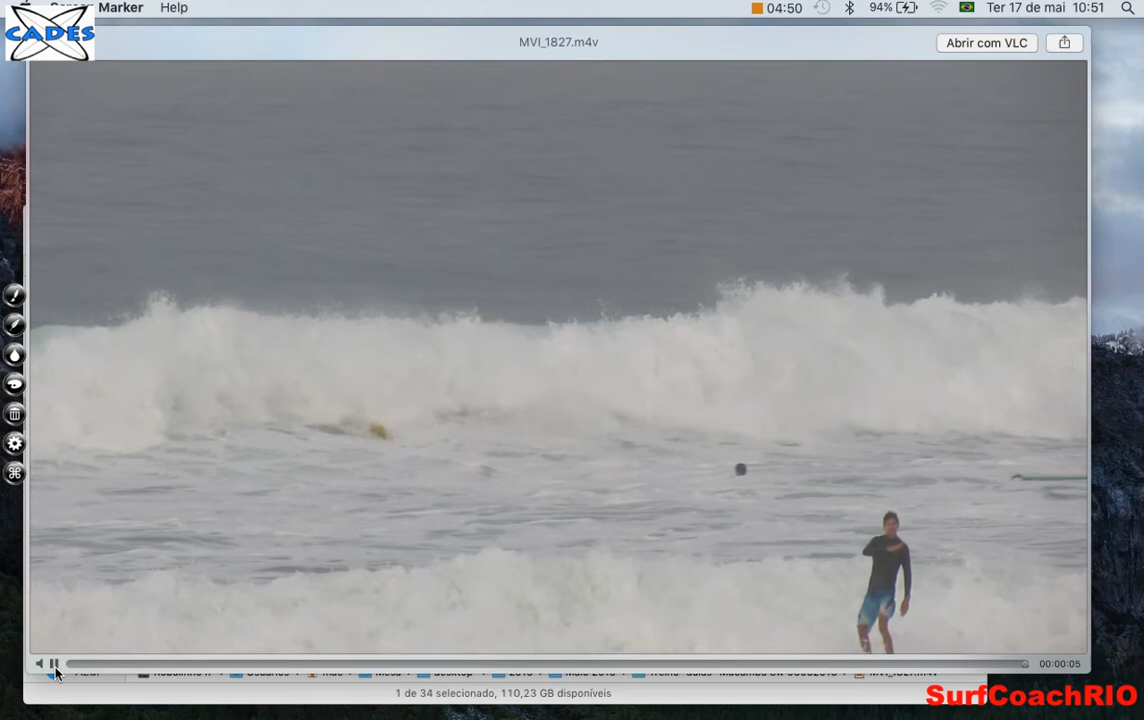 Marker Help 04:50 94% Ter 17 de mai 10:51
CADES
MVI_1827.m4v
Abrir com VLC
00:00:05
1 de 34 selecionado, 110,23 GB disponíveis
SurfCoachRIO